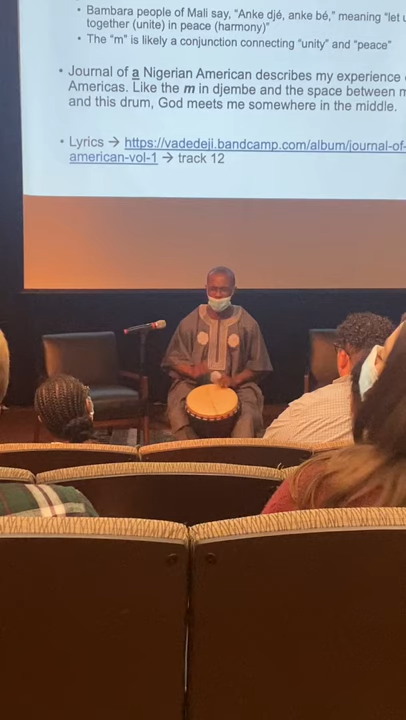 Bambara people of Mali say, "Anke djé, anke bé," meaning "let
together (unite) in peace (harmony)"
• The "m" is likely a conjunction connecting "unity" and "peace"
• Journal of a Nigerian American describes my experience
Americas. Like the m in djembe and the space between
and this drum, God meets me somewhere in the middle.
• Lyrics → https://vadedeji.bandcamp.com/album/journal-of-
american-vol-1 → track 12